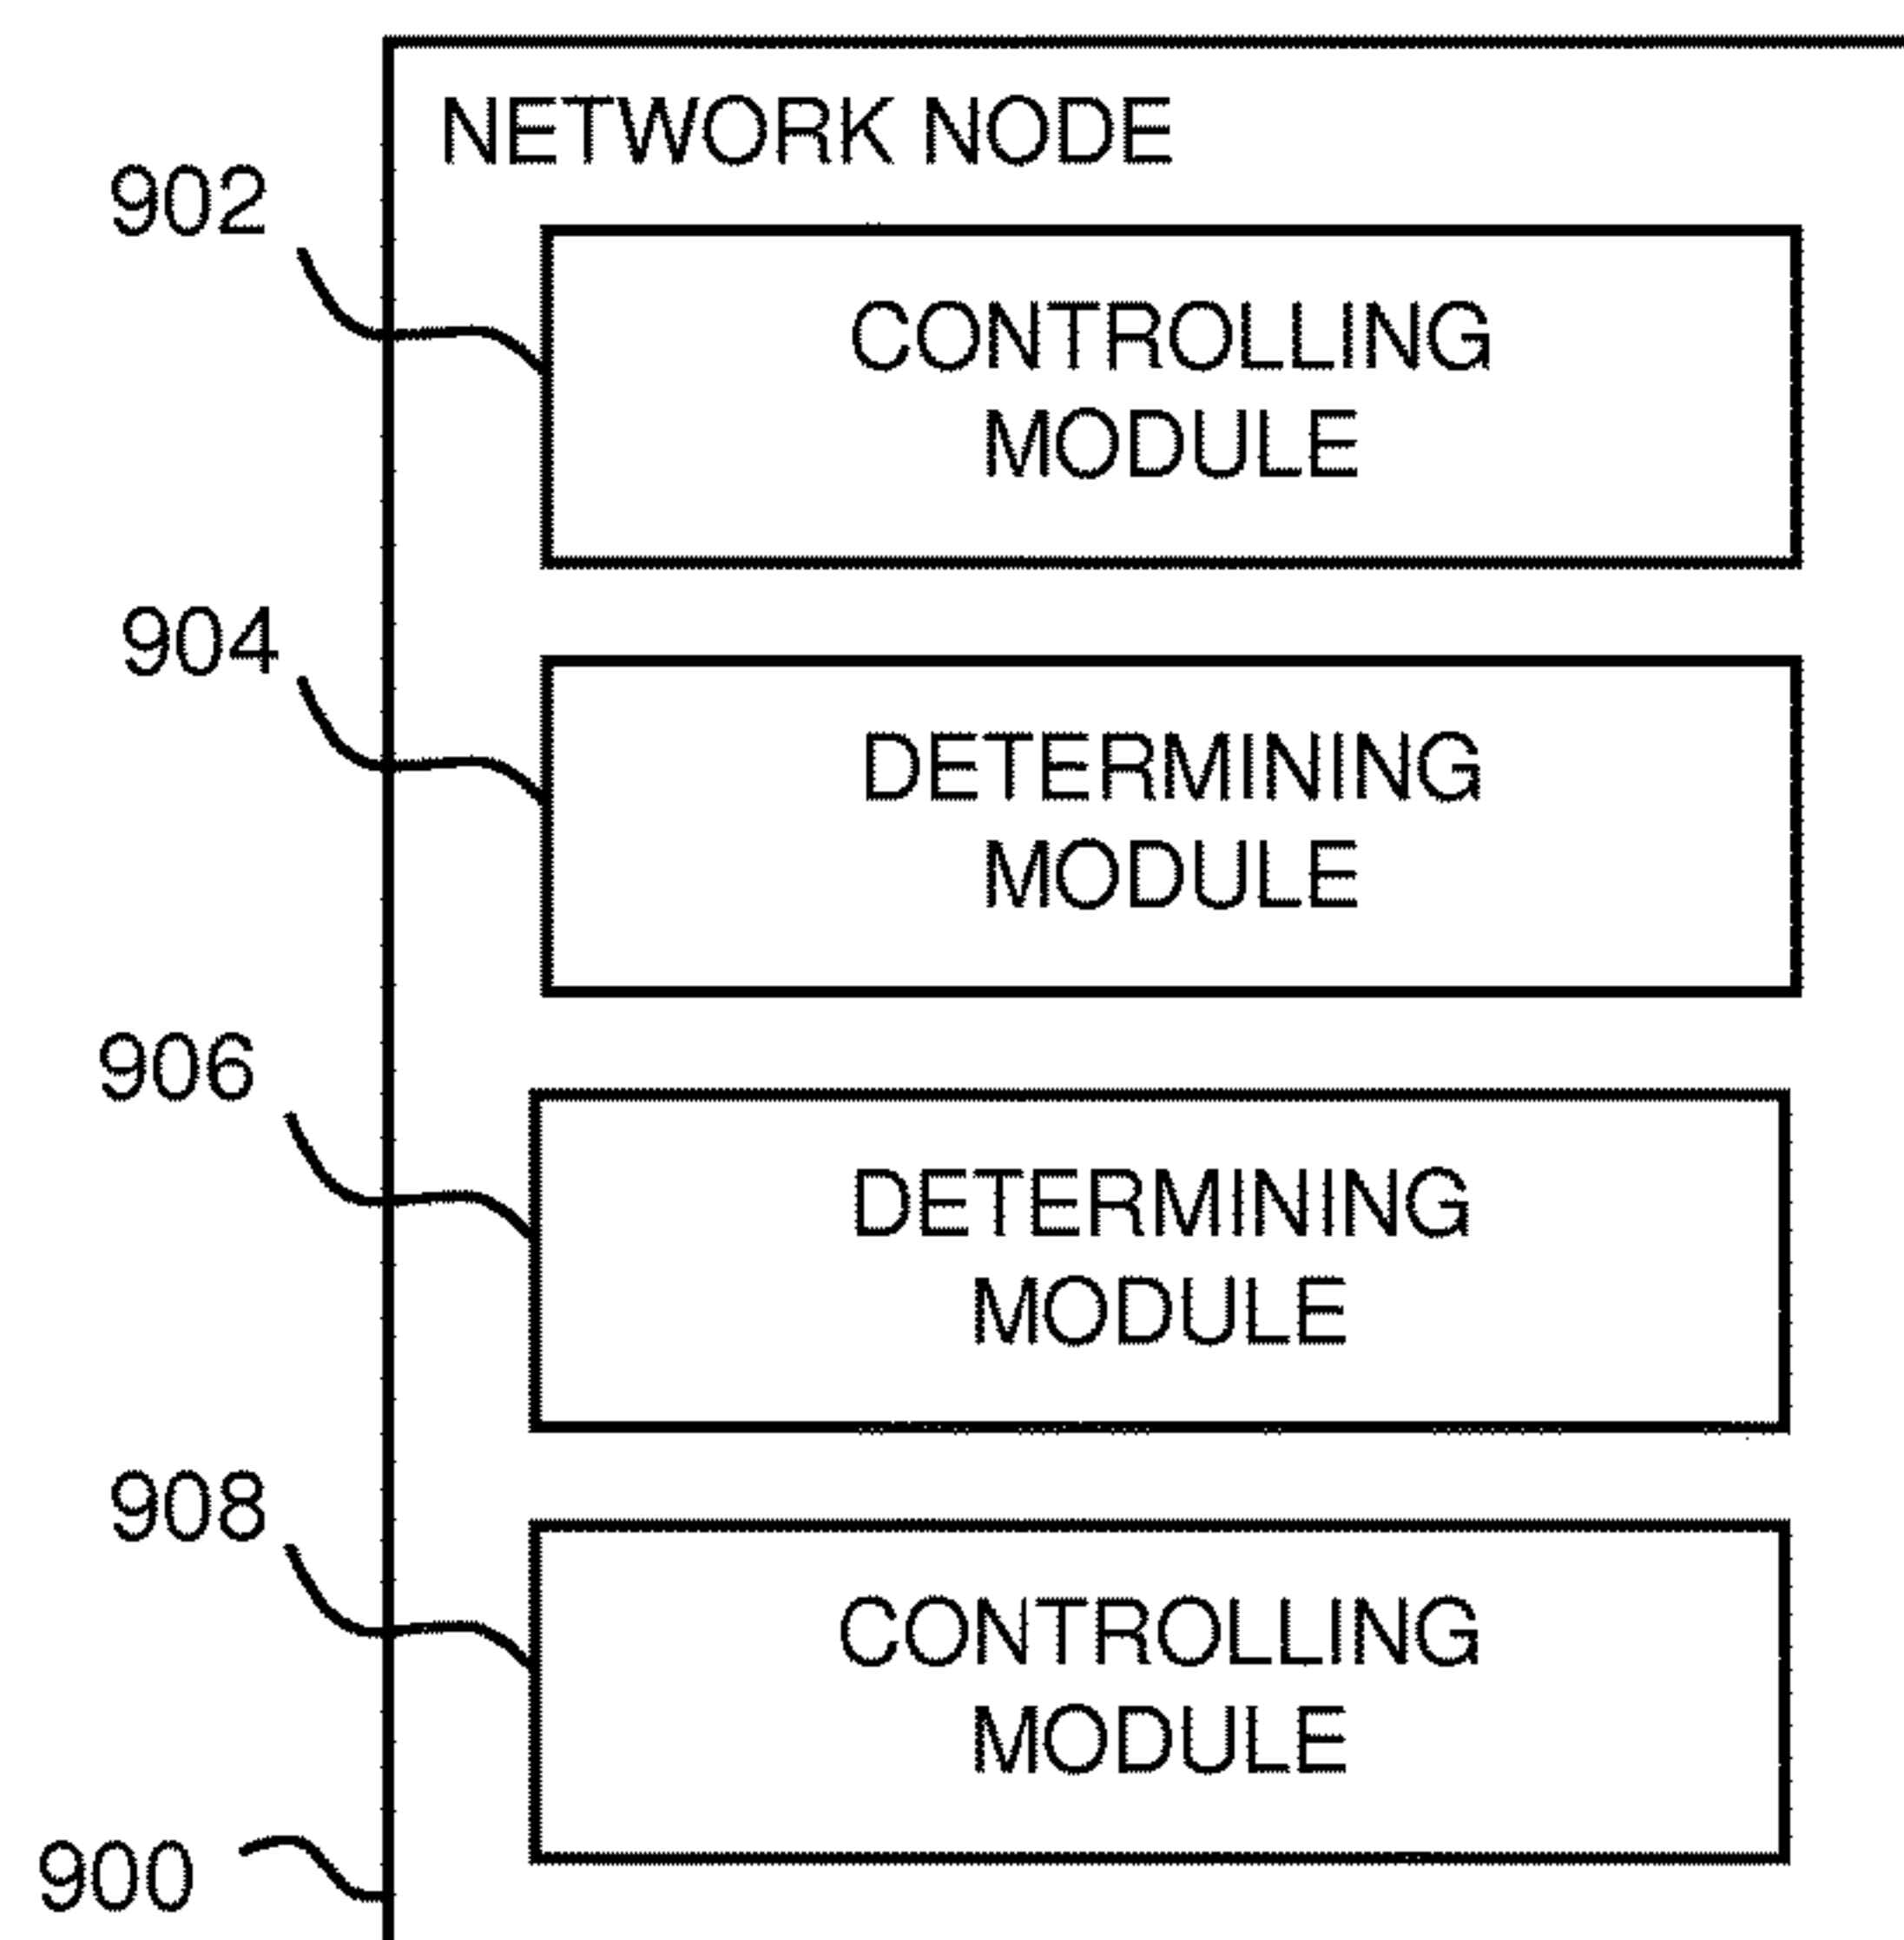 NETWORK NODE
902
CONTROLLING
MODULE
904
DETERMINING
MODULE
906
DETERMINING
MODULE
908
CONTROLLING
MODULE
900